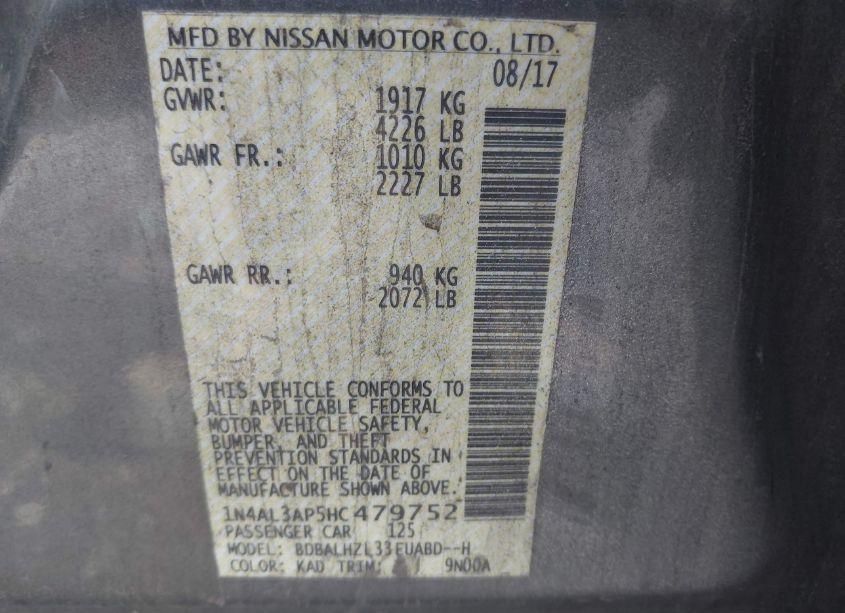 MFD BY NISSAN MOTOR CO., LTD.
DATE: 08/17
GVWR: 1917 KG
4226 LB
GAWR FR.: 1010 KG
2227 LB
GAWR RR.: 940 KG
2072 LB
THIS VEHICLE CONFORMS TO
ALL APPLICABLE FEDERAL
MOTOR VEHICLE SAFETY,
BUMPER, AND THEFT
PREVENTION STANDARDS IN
EFFECT ON THE DATE OF
MANUFACTURE SHOWN ABOVE.
1N4AL3AP5HC479752
PASSENGER CAR 125
MODEL: BDBALHZL33EUABD--H
COLOR: KAD TRIM: 9N00A